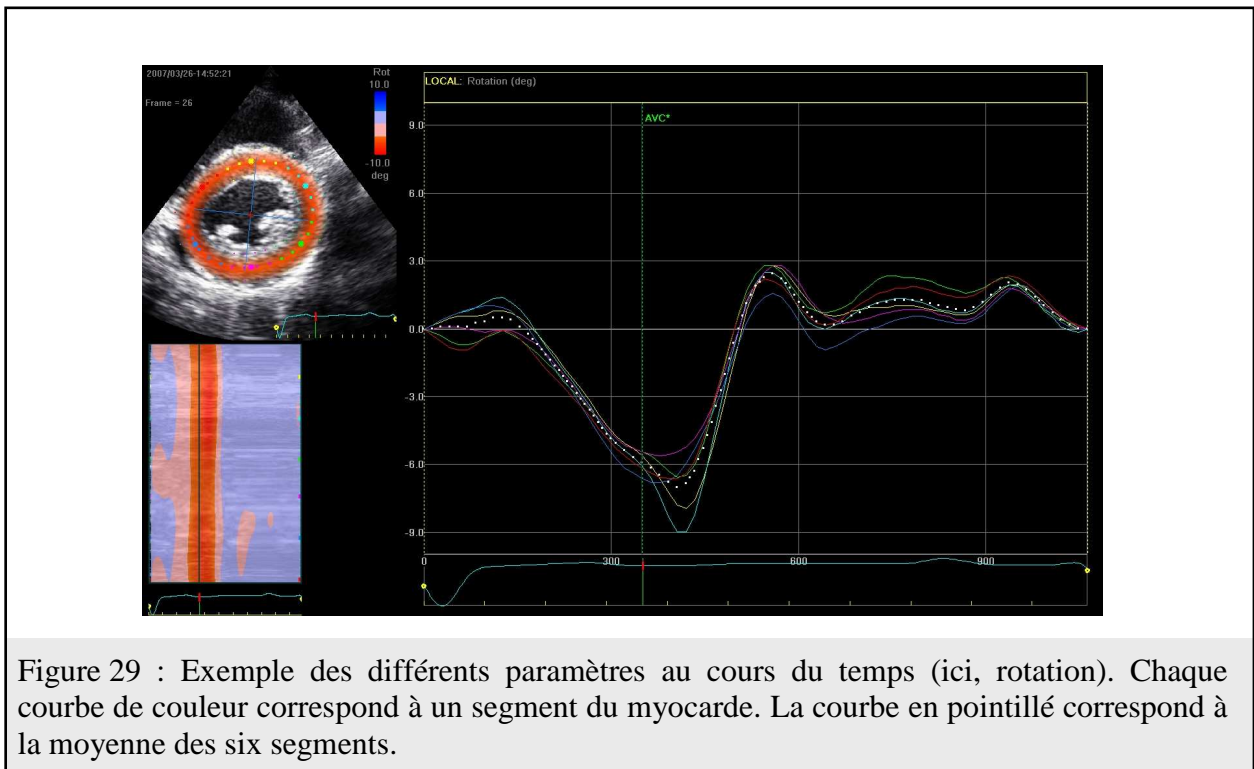 2007/03/26-14:52:21
Frame = 26
Rot
10.0
-10.0
deg
LOCAL: Rotation (deg)
AVC*
9.0
6.0
3.0
0.0
-3.0
-6.0
-9.0
0 300 600 900
Figure 29 : Exemple des différents paramètres au cours du temps (ici, rotation). Chaque
courbe de couleur correspond à un segment du myocarde. La courbe en pointillé correspond à
la moyenne des six segments.